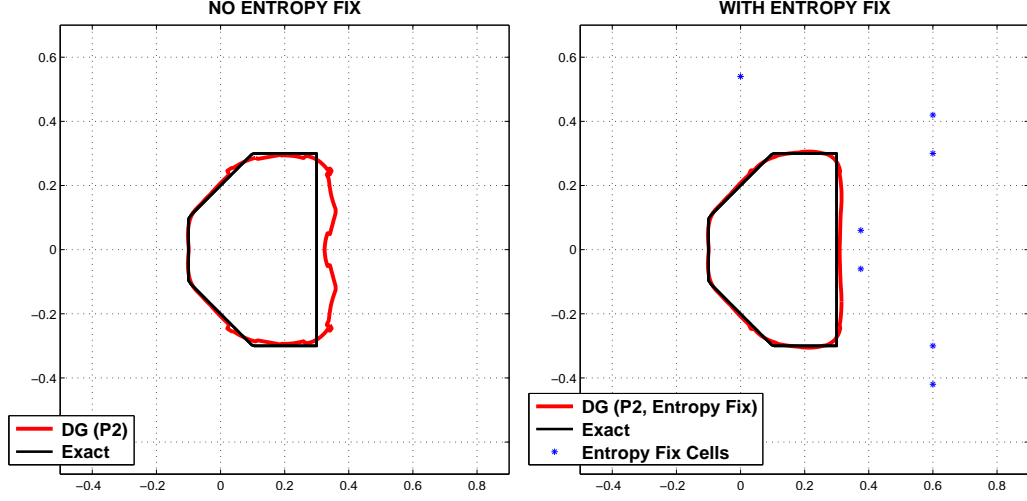 NO ENTROPY FIX
0.6
0.4
0.2
0
−0.2
−0.4
DG (P2)
Exact
−0.4 −0.2 0 0.2 0.4 0.6 0.8
WITH ENTROPY FIX
0.6
0.4
0.2
0
−0.2
−0.4
DG (P2, Entropy Fix)
Exact
Entropy Fix Cells
−0.4 −0.2 0 0.2 0.4 0.6 0.8